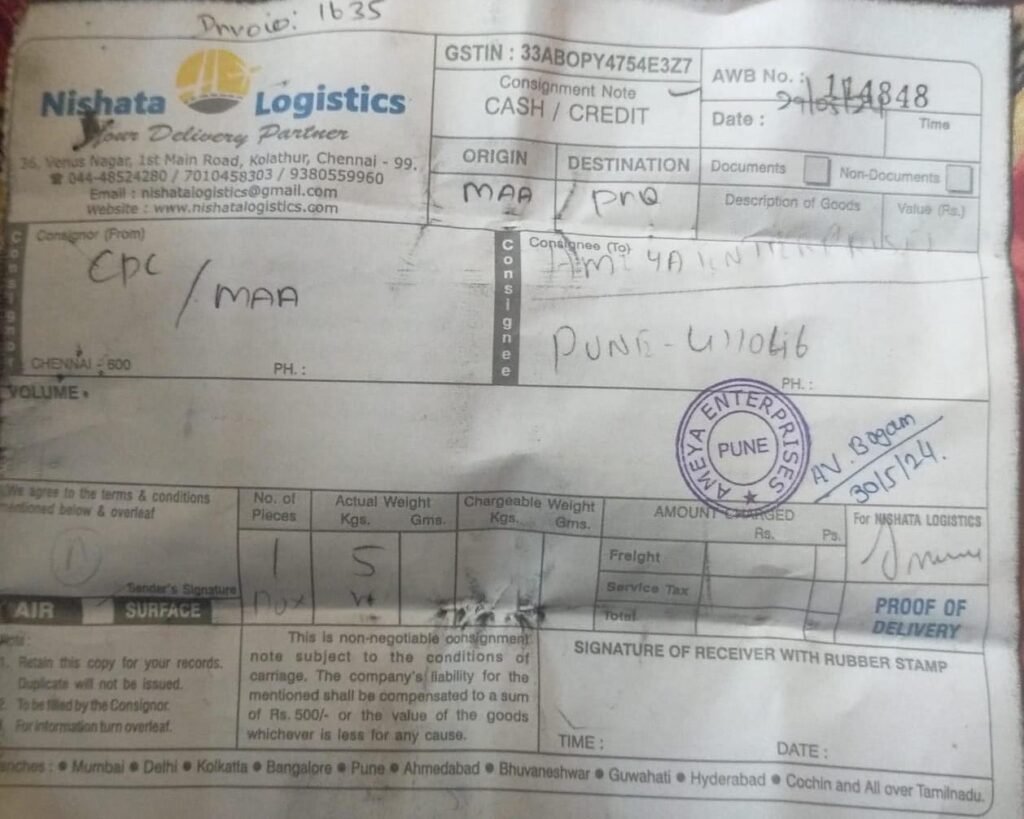 1635
Nishata Logistics
Your Delivery Partner
36, Venus Nagar, 1st Main Road, Kolathur, Chennai - 99.
☎ 044-48524280 / 7010458303 / 9380559960
Email : nishatalogistics@gmail.com
Website : www.nishatalogistics.com
GSTIN : 33ABOPY4754E3Z7
Consignment Note
CASH / CREDIT
AWB No. : 114848
Date :
Time
ORIGIN
DESTINATION
MAA / PNQ
Documents
Non-Documents
Description of Goods
Value (Rs.)
Consignor
Consignor (From)
CPC / MAA
CHENNAI - 600
PH. :
Consignee
Consignee (To)
AMEYA ENTERPRISES
PUNE -
PH. :
VOLUME
AMEYA ENTERPRISES
PUNE
AV. Bogam
30/5/24.
We agree to the terms & conditions
mentioned below & overleaf
Sender's Signature
AIR
SURFACE
No. of Pieces
1
Actual Weight
Kgs. Gms.
5
Chargeable Weight
Kgs. Gms.
AMOUNT CHARGED
Rs. Ps.
Freight
Service Tax
Total
For NISHATA LOGISTICS
PROOF OF
DELIVERY
Note :
1. Retain this copy for your records.
Duplicate will not be issued.
2. To be filled by the Consignor.
For information turn overleaf.
This is non-negotiable consignment
note subject to the conditions of
carriage. The company's liability for the
mentioned shall be compensated to a sum
of Rs. 500/- or the value of the goods
whichever is less for any cause.
SIGNATURE OF RECEIVER WITH RUBBER STAMP
TIME :
DATE :
anches : ● Mumbai ● Delhi ● Kolkatta ● Bangalore ● Pune ● Ahmedabad ● Bhuvaneshwar ● Guwahati ● Hyderabad ● Cochin and All over Tamilnadu.